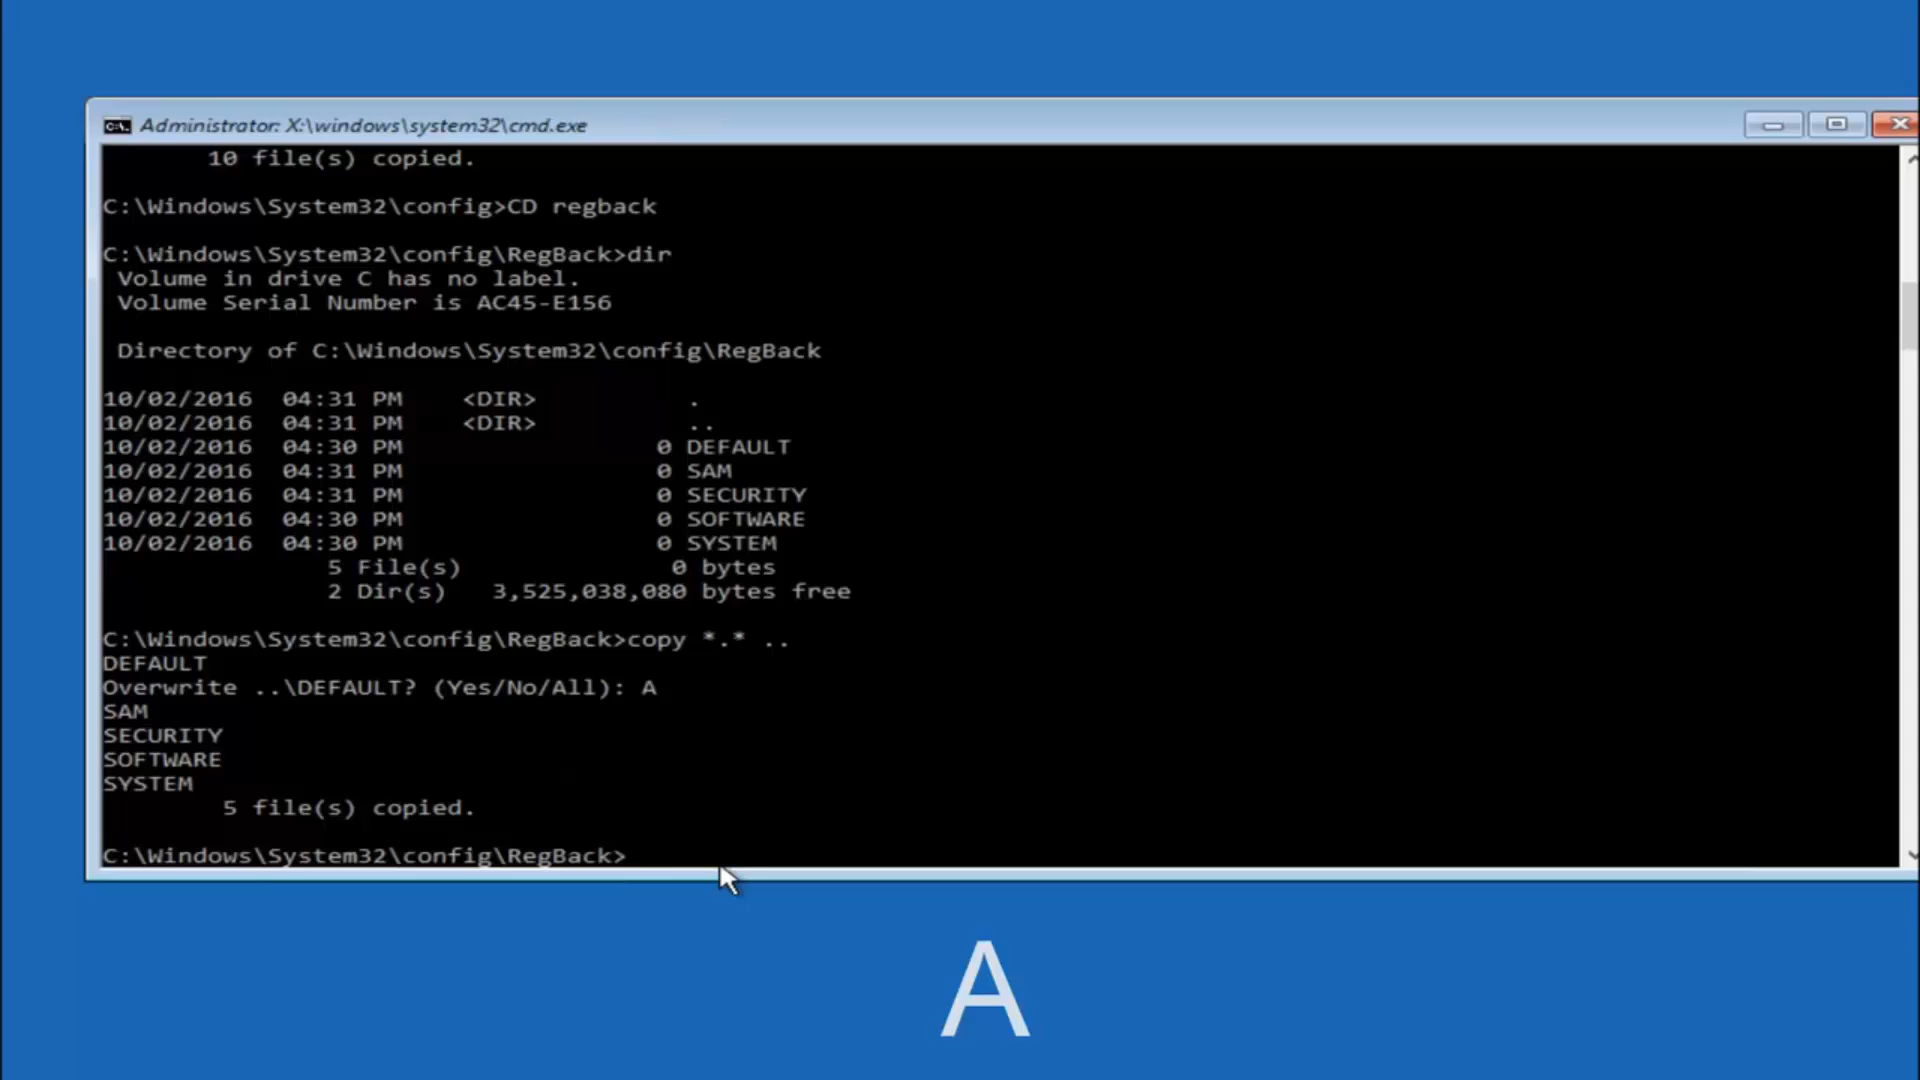 Administrator: X:\windows\system32\cmd.exe
10 file(s) copied.
C:\Windows\System32\config>CD regback
C:\Windows\System32\config\RegBack>dir
Volume in drive C has no label.
Volume Serial Number is AC45-E156
Directory of C:\Windows\System32\config\RegBack
10/02/2016 04:31 PM <DIR> .
10/02/2016 04:31 PM <DIR> ..
10/02/2016 04:30 PM 0 DEFAULT
10/02/2016 04:31 PM 0 SAM
10/02/2016 04:31 PM 0 SECURITY
10/02/2016 04:30 PM 0 SOFTWARE
10/02/2016 04:30 PM 0 SYSTEM
5 File(s) 0 bytes
2 Dir(s) 3,525,038,080 bytes free
C:\Windows\System32\config\RegBack>copy *.* ..
DEFAULT
Overwrite ..\DEFAULT? (Yes/No/All): A
SAM
SECURITY
SOFTWARE
SYSTEM
5 file(s) copied.
C:\Windows\System32\config\RegBack>
A